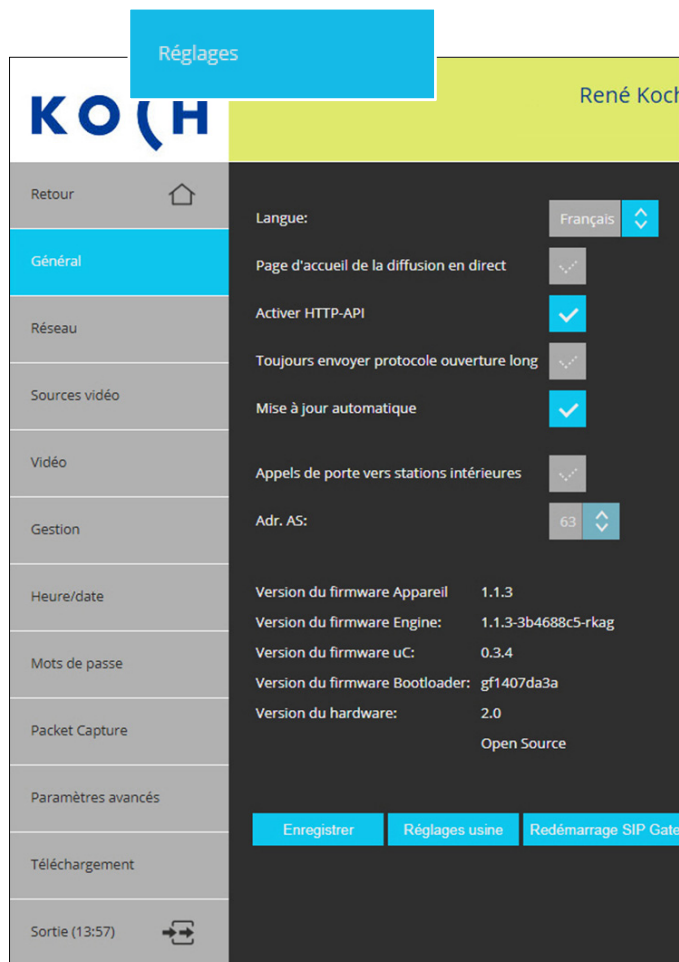 Réglages
KOCH
René Koch
Retour
Général
Réseau
Sources vidéo
Vidéo
Gestion
Heure/date
Mots de passe
Packet Capture
Paramètres avancés
Téléchargement
Sortie (13:57)
Langue: Français
Page d'accueil de la diffusion en direct
Activer HTTP-API
Toujours envoyer protocole ouverture long
Mise à jour automatique
Appels de porte vers stations intérieures
Adr. AS: 63
Version du firmware Appareil 1.1.3
Version du firmware Engine: 1.1.3-3b4688c5-rkag
Version du firmware uC: 0.3.4
Version du firmware Bootloader: gf1407da3a
Version du hardware: 2.0
Open Source
Enregistrer Réglages usine Redémarrage SIP Gate